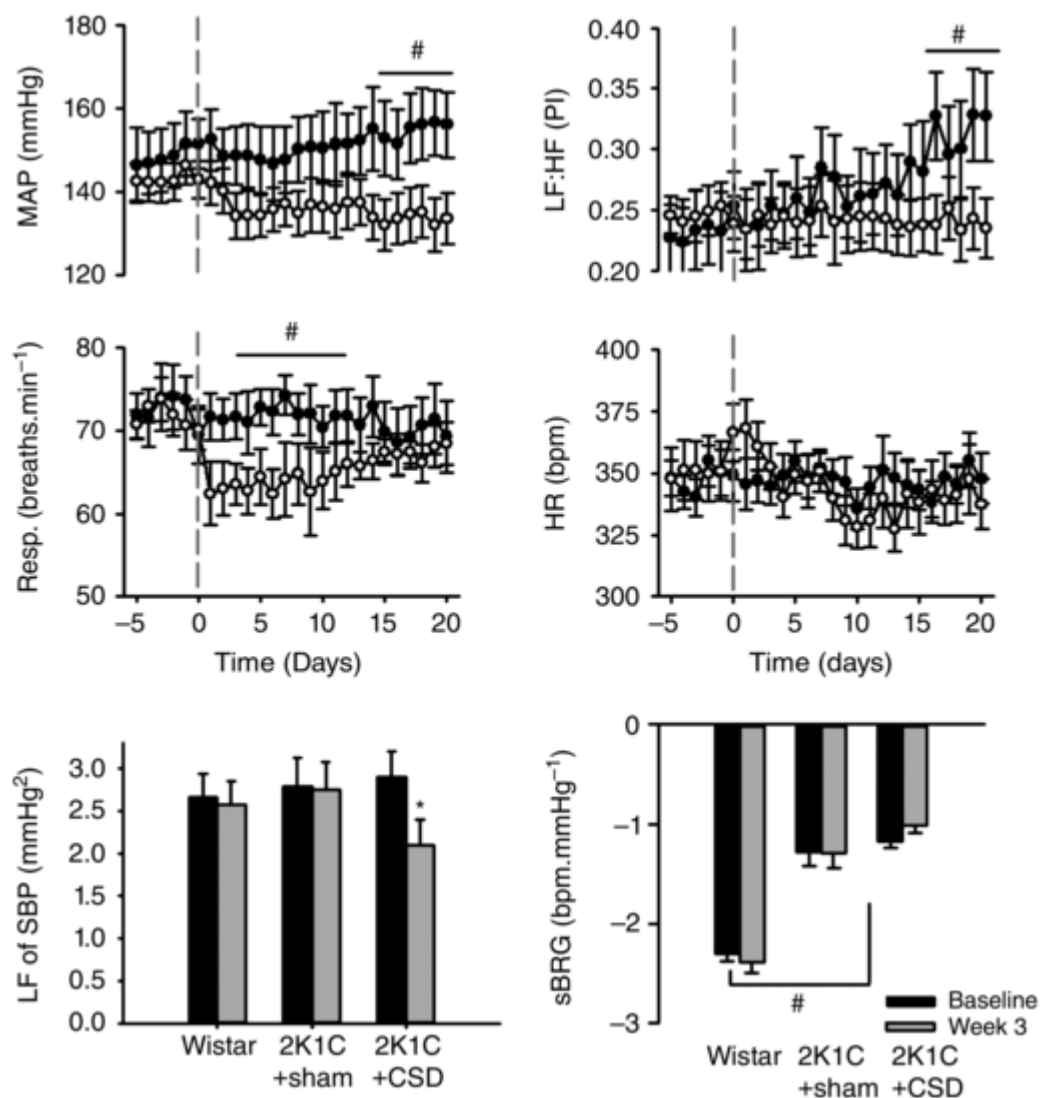 180
160
140
120
MAP (mmHg)
#
0.40
0.35
0.30
0.25
0.20
LF:HF (PI)
#
80
70
60
50
Resp. (breaths.min⁻¹)
#
−5 0 5 10 15 20
Time (Days)
400
375
350
325
300
HR (bpm)
−5 0 5 10 15 20
Time (days)
3.0
2.5
2.0
1.5
1.0
0.5
0.0
LF of SBP (mmHg²)
*
Wistar 2K1C 2K1C
+sham +CSD
0
−1
−2
−3
sBRG (bpm.mmHg⁻¹)
#
Baseline
Week 3
Wistar 2K1C 2K1C
+sham +CSD